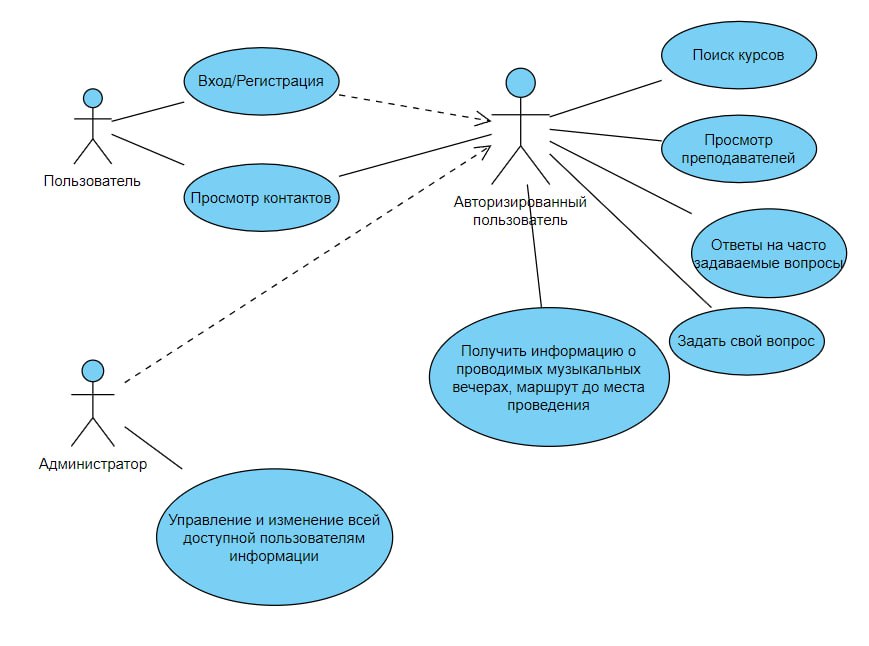 Поиск курсов
Вход/Регистрация
Просмотр
преподавателей
Пользователь
Просмотр контактов
Авторизированный
пользователь
Ответы на часто
задаваемые вопросы
Задать свой вопрос
Получить информацию о
проводимых музыкальных
вечерах, маршрут до места
проведения
Администратор
Управление и изменение всей
доступной пользователям
информации